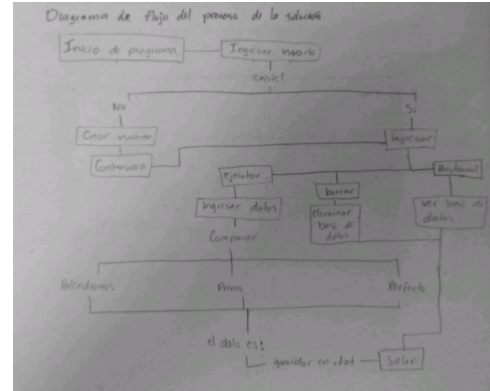 Diagrama de flujo del proceso de la solución
Inicio de programa
Ingresar usuario
existe?
No
Si
Crear usuario
Ingresar
Contraseña
ejecutar
borrar
Ingresar datos
eliminar
base de
datos
ver base de
datos
Comparar
Palindromos
Primo
Perfecto
el dato es:
guardar en .txt
Salir